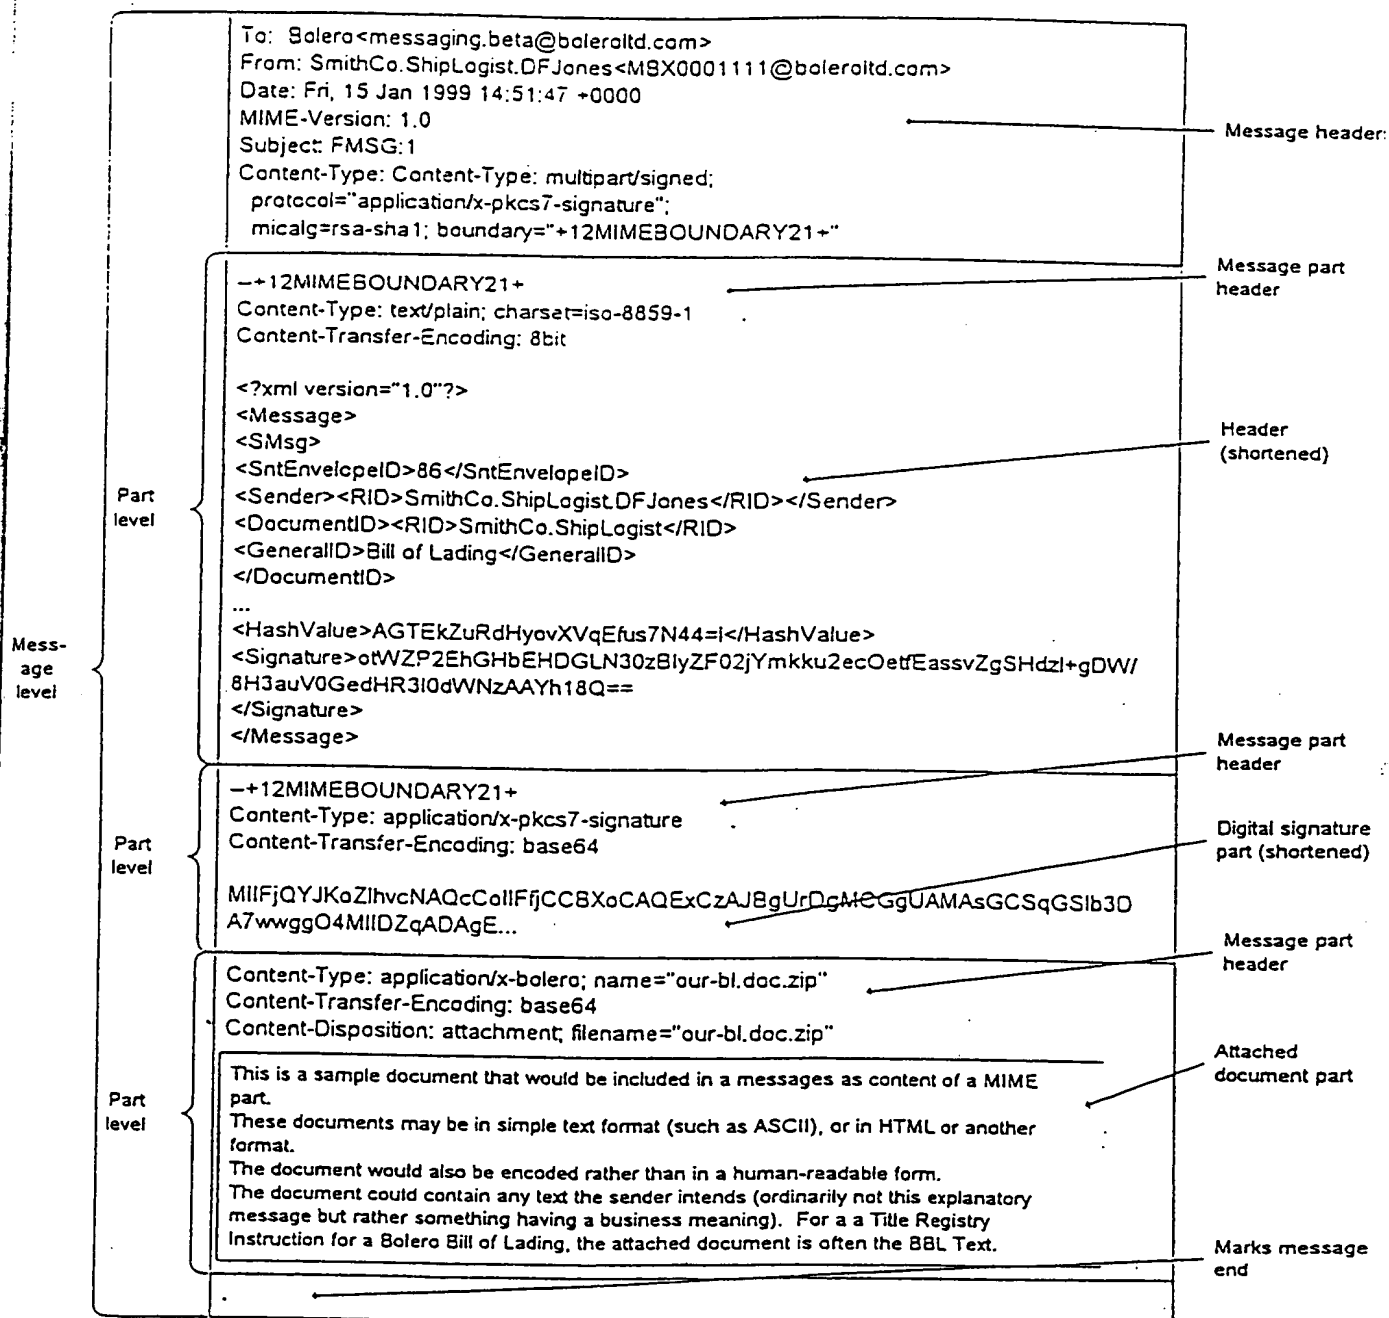 To: Bolero<messaging.beta@boleroltd.com>
From: SmithCo.ShipLogist.DFJones<MBX0001111@boleroltd.com>
Date: Fri, 15 Jan 1999 14:51:47 +0000
MIME-Version: 1.0
Subject: FMSG:1
Content-Type: Content-Type: multipart/signed;
protocol="application/x-pkcs7-signature";
micalg=rsa-sha1; boundary="+12MIMEBOUNDARY21+"
Message header:
–+12MIMEBOUNDARY21+
Content-Type: text/plain; charset=iso-8859-1
Content-Transfer-Encoding: 8bit
Message part
header
<?xml version="1.0"?>
<Message>
<SMsg>
<SntEnvelopeID>86</SntEnvelopeID>
<Sender><RID>SmithCo.ShipLogist.DFJones</RID></Sender>
<DocumentID><RID>SmithCo.ShipLogist</RID>
<GeneralID>Bill of Lading</GeneralID>
</DocumentID>
...
<HashValue>AGTEkZuRdHyovXVqEfus7N44=i</HashValue>
<Signature>otWZP2EhGHbEHDGLN30zBIyZF02jYmkku2ecOetfEassvZgSHdzI+gDW/
8H3auV0GedHR3I0dWNzAAYh18Q==
</Signature>
</Message>
Header
(shortened)
Part
level
Mess-
age
level
–+12MIMEBOUNDARY21+
Content-Type: application/x-pkcs7-signature
Content-Transfer-Encoding: base64
Message part
header
MIIFjQYJKoZIhvcNAQcCoIIFfjCCBXoCAQExCzAJBgUrDgMCGgUAMAsGCSqGSIb3D
A7wwggO4MIIDZqADAgE...
Digital signature
part (shortened)
Part
level
Content-Type: application/x-bolero; name="our-bl.doc.zip"
Content-Transfer-Encoding: base64
Content-Disposition: attachment; filename="our-bl.doc.zip"
Message part
header
This is a sample document that would be included in a messages as content of a MIME
part.
These documents may be in simple text format (such as ASCII), or in HTML or another
format.
The document would also be encoded rather than in a human-readable form.
The document could contain any text the sender intends (ordinarily not this explanatory
message but rather something having a business meaning). For a a Title Registry
Instruction for a Bolero Bill of Lading, the attached document is often the BBL Text.
Attached
document part
Part
level
.
Marks message
end